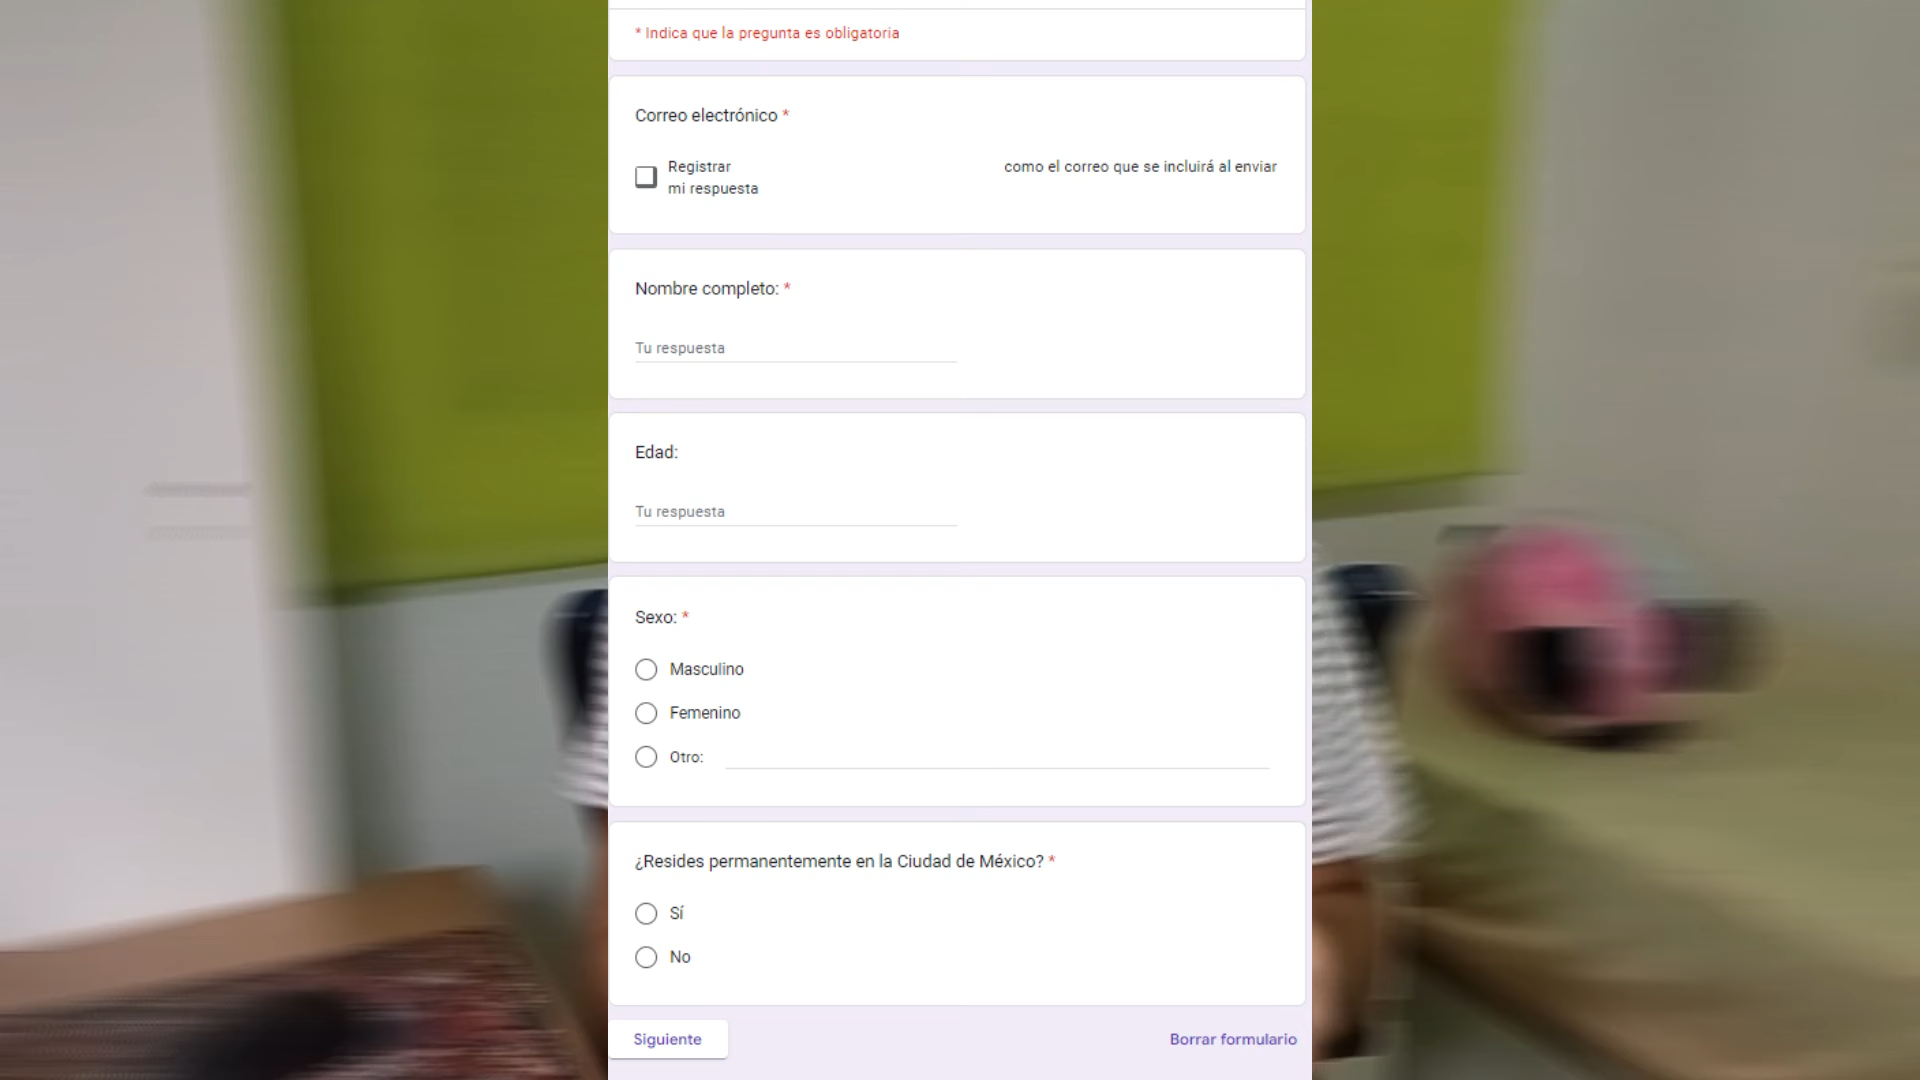 * Indica que la pregunta es obligatoria
Correo electrónico *
Registrar como el correo que se incluirá al enviar
mi respuesta
Nombre completo: *
Tu respuesta
Edad:
Tu respuesta
Sexo: *
Masculino
Femenino
Otro:
¿Resides permanentemente en la Ciudad de México? *
Sí
No
Siguiente
Borrar formulario